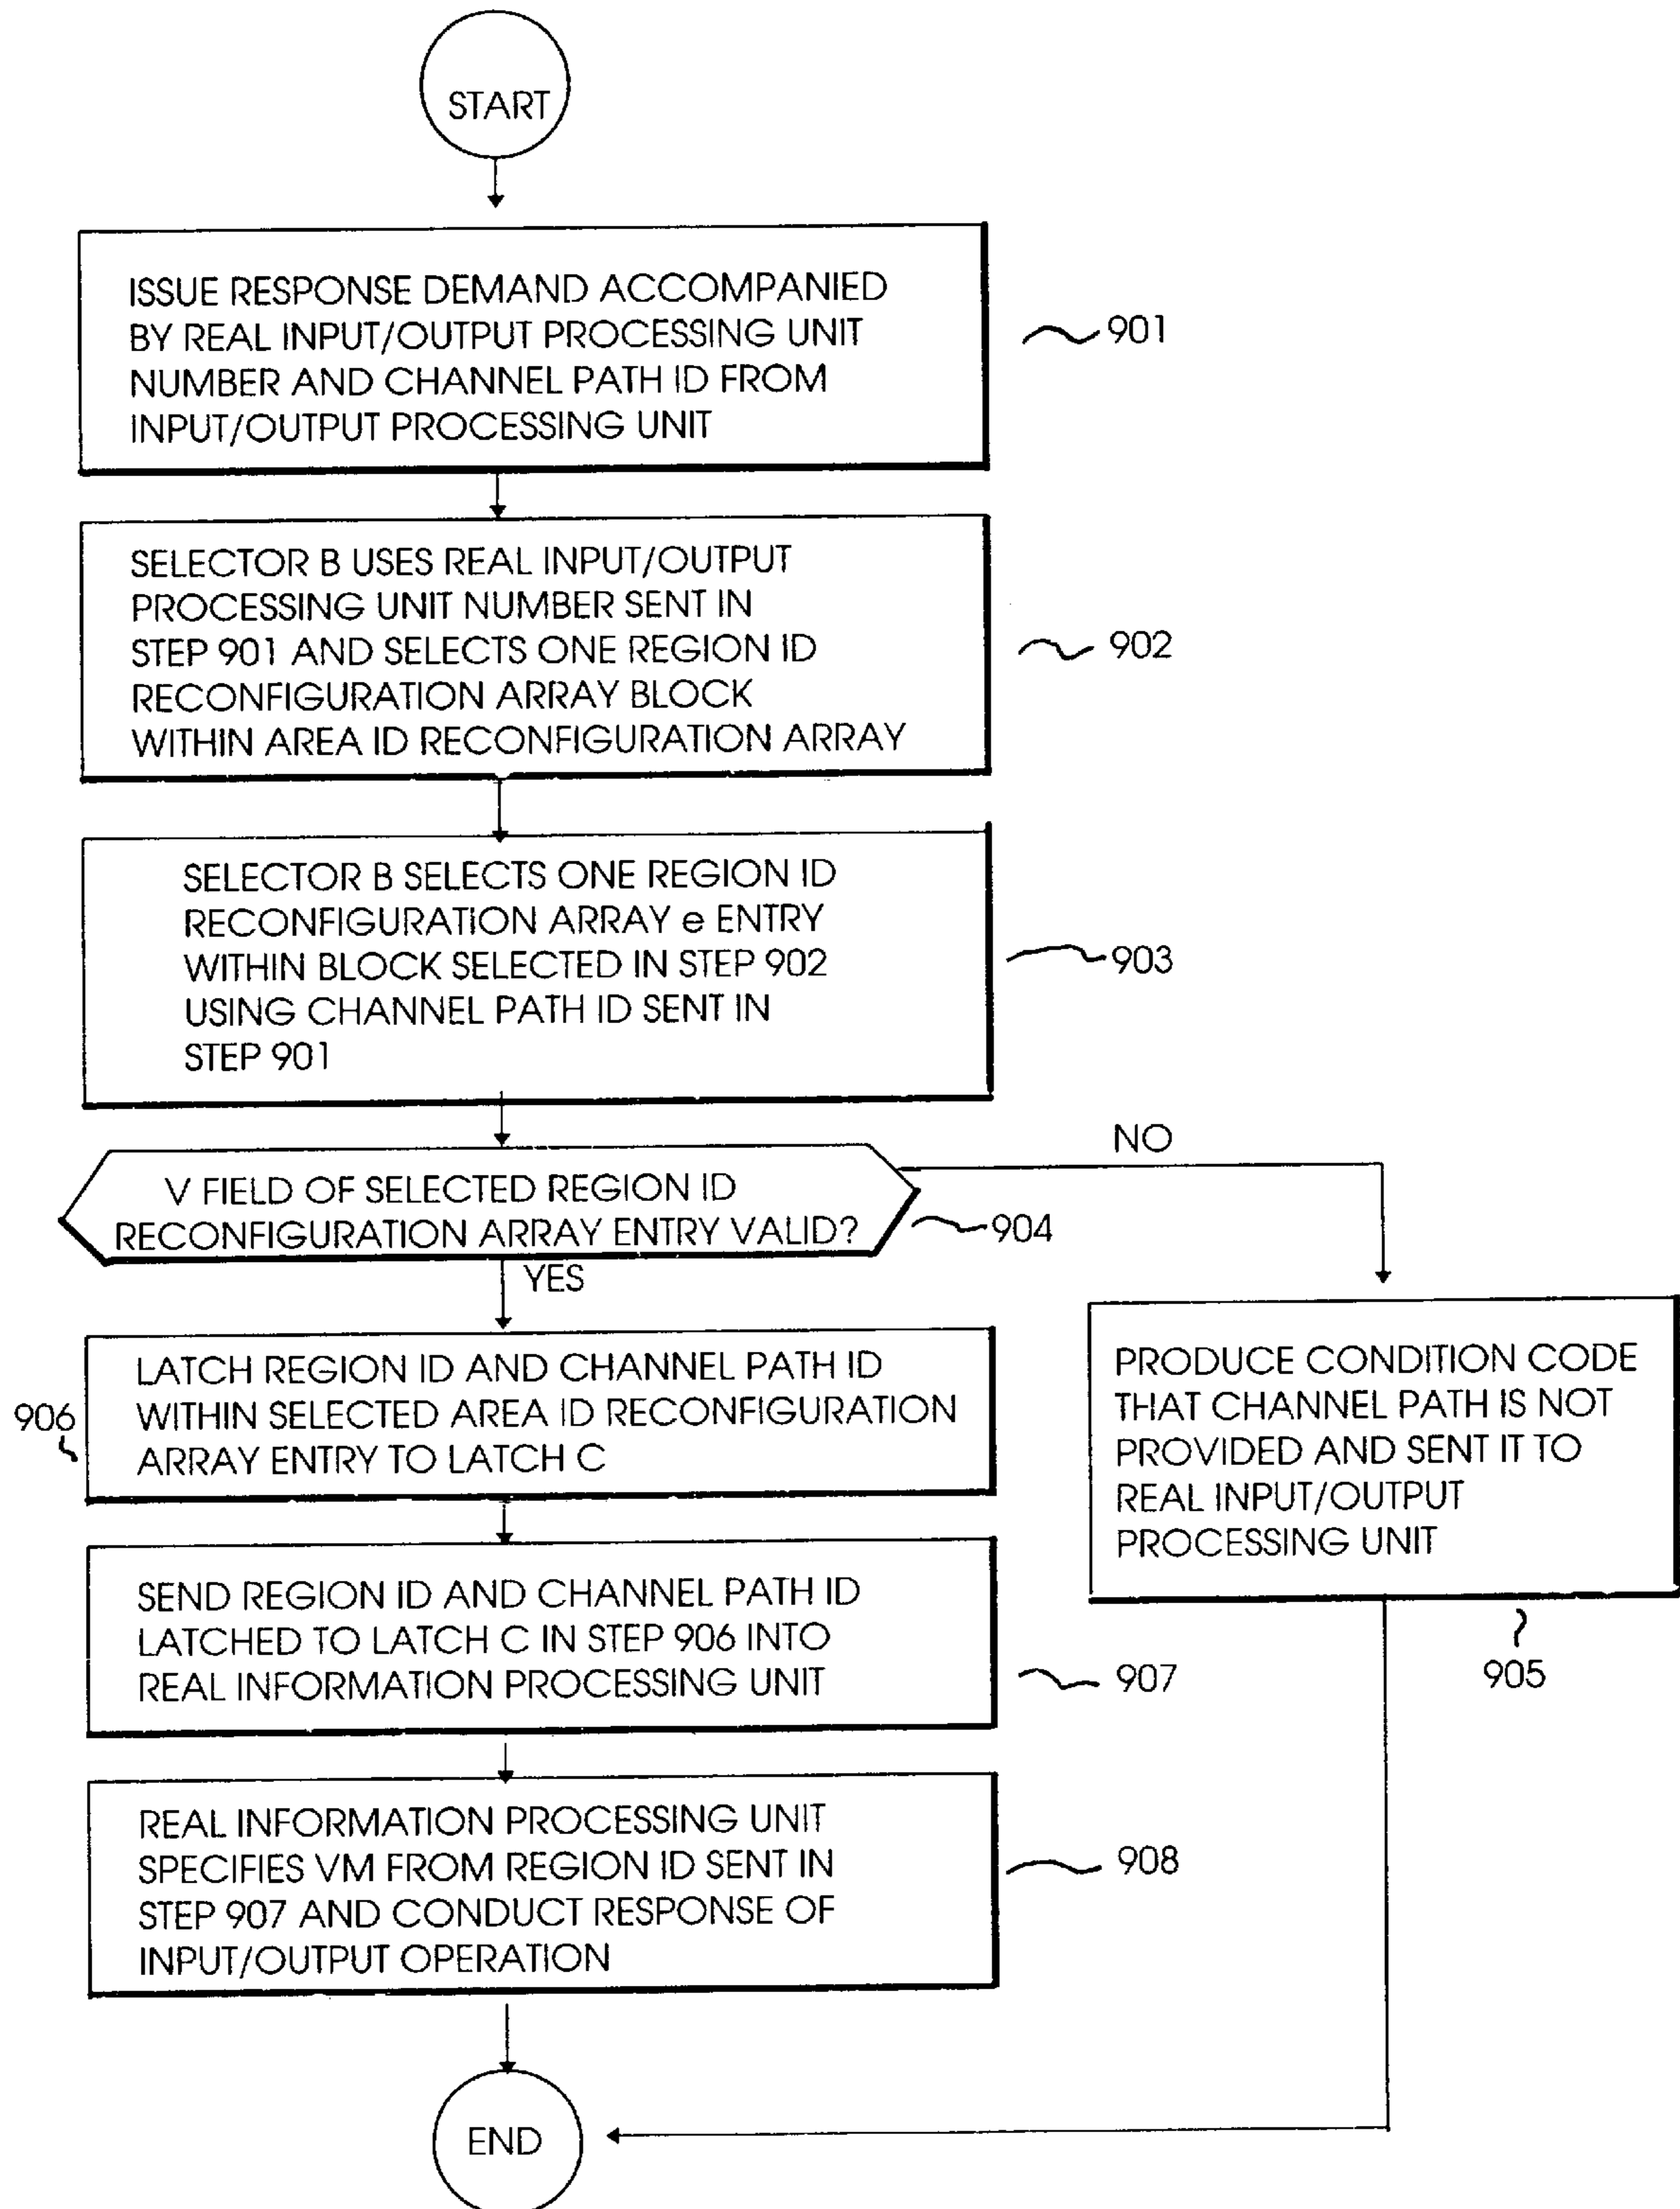 START
ISSUE RESPONSE DEMAND ACCOMPANIED
BY REAL INPUT/OUTPUT PROCESSING UNIT
NUMBER AND CHANNEL PATH ID FROM
INPUT/OUTPUT PROCESSING UNIT
901
SELECTOR B USES REAL INPUT/OUTPUT
PROCESSING UNIT NUMBER SENT IN
STEP 901 AND SELECTS ONE REGION ID
RECONFIGURATION ARRAY BLOCK
WITHIN AREA ID RECONFIGURATION ARRAY
902
SELECTOR B SELECTS ONE REGION ID
RECONFIGURATION ARRAY e ENTRY
WITHIN BLOCK SELECTED IN STEP 902
USING CHANNEL PATH ID SENT IN
STEP 901
903
V FIELD OF SELECTED REGION ID
RECONFIGURATION ARRAY ENTRY VALID?
904
NO
YES
PRODUCE CONDITION CODE
THAT CHANNEL PATH IS NOT
PROVIDED AND SENT IT TO
REAL INPUT/OUTPUT
PROCESSING UNIT
905
LATCH REGION ID AND CHANNEL PATH ID
WITHIN SELECTED AREA ID RECONFIGURATION
ARRAY ENTRY TO LATCH C
906
SEND REGION ID AND CHANNEL PATH ID
LATCHED TO LATCH C IN STEP 906 INTO
REAL INFORMATION PROCESSING UNIT
907
REAL INFORMATION PROCESSING UNIT
SPECIFIES VM FROM REGION ID SENT IN
STEP 907 AND CONDUCT RESPONSE OF
INPUT/OUTPUT OPERATION
908
END